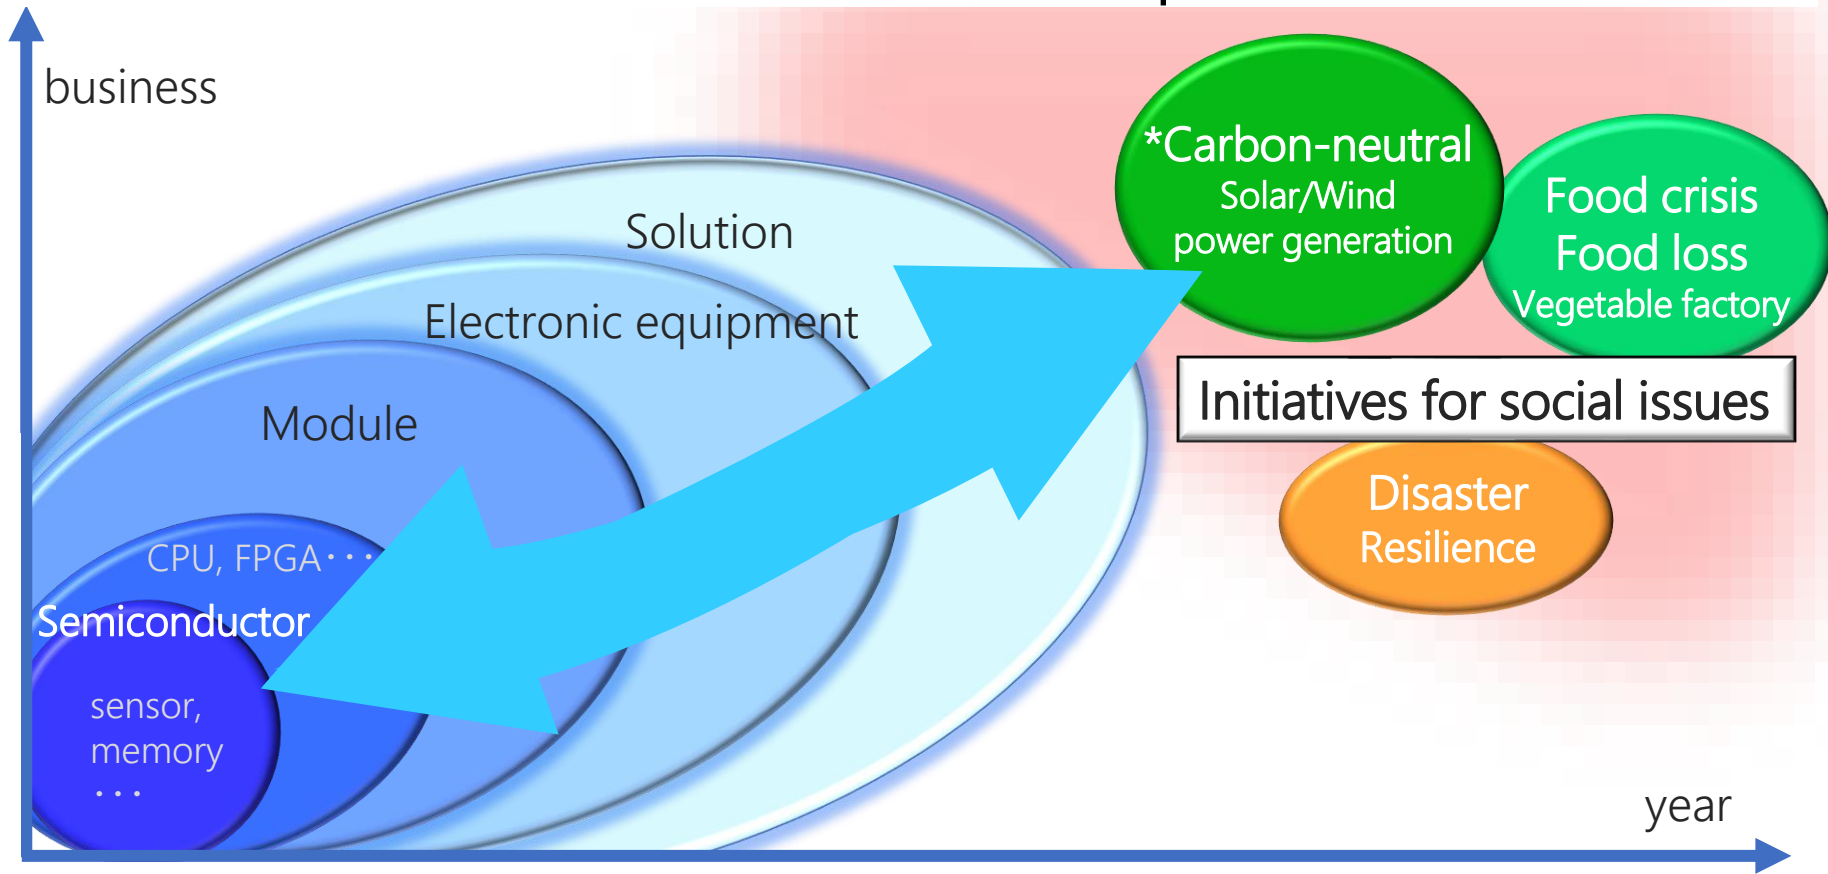 business
*Carbon-neutral
Solar/Wind
power generation
Food crisis
Food loss
Vegetable factory
Solution
Electronic equipment
Initiatives for social issues
Module
Disaster
Resilience
CPU, FPGA･･･
Semiconductor
sensor,
memory
･･･
year